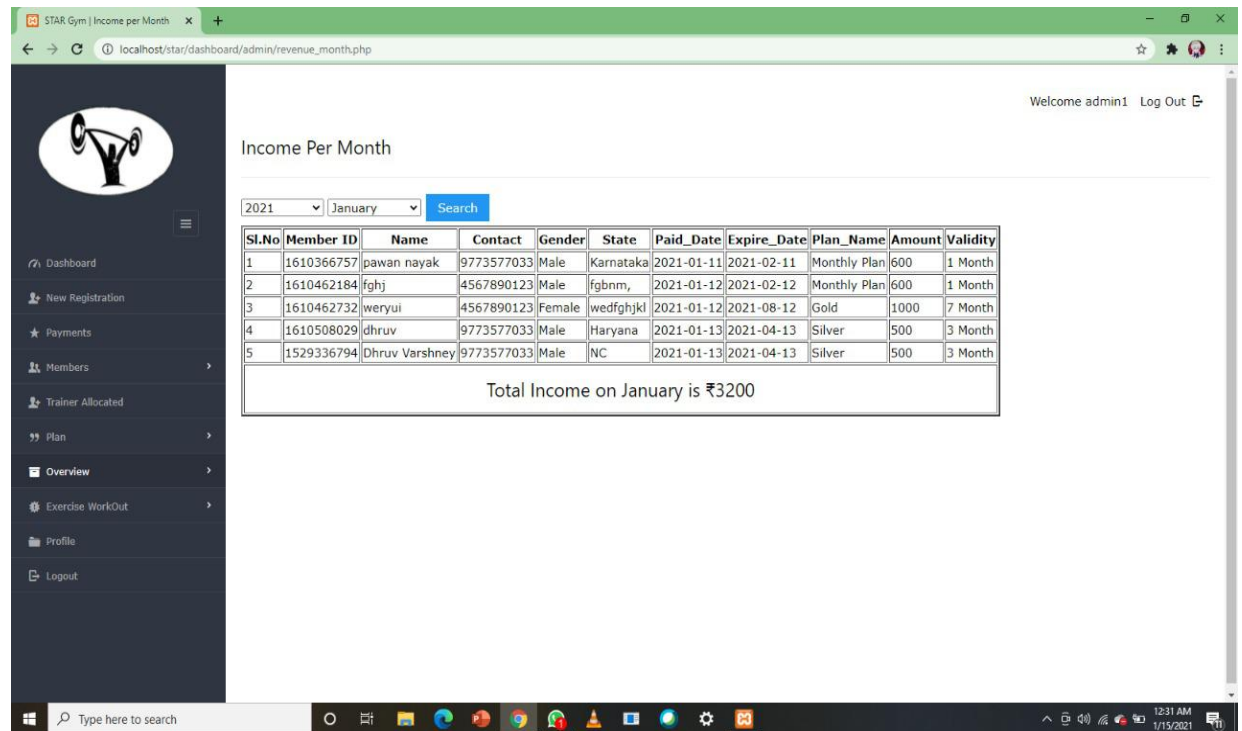 STAR Gym | Income per Month
localhost/star/dashboard/admin/revenue_month.php
Welcome admin1 Log Out
Income Per Month
2021 January Search
Sl.No Member ID Name Contact Gender State Paid_Date Expire_Date Plan_Name Amount Validity
1 1610366757 pawan nayak 9773577033 Male Karnataka 2021-01-11 2021-02-11 Monthly Plan 600 1 Month
2 1610462184 fghj 4567890123 Male fgbnm, 2021-01-12 2021-02-12 Monthly Plan 600 1 Month
3 1610462732 weryui 4567890123 Female wedfghjkl 2021-01-12 2021-08-12 Gold 1000 7 Month
4 1610508029 dhruv 9773577033 Male Haryana 2021-01-13 2021-04-13 Silver 500 3 Month
5 1529336794 Dhruv Varshney 9773577033 Male NC 2021-01-13 2021-04-13 Silver 500 3 Month
Total Income on January is ₹3200
Dashboard
New Registration
Payments
Members
Trainer Allocated
Plan
Overview
Exercise WorkOut
Profile
Logout
Type here to search
12:31 AM
1/15/2021